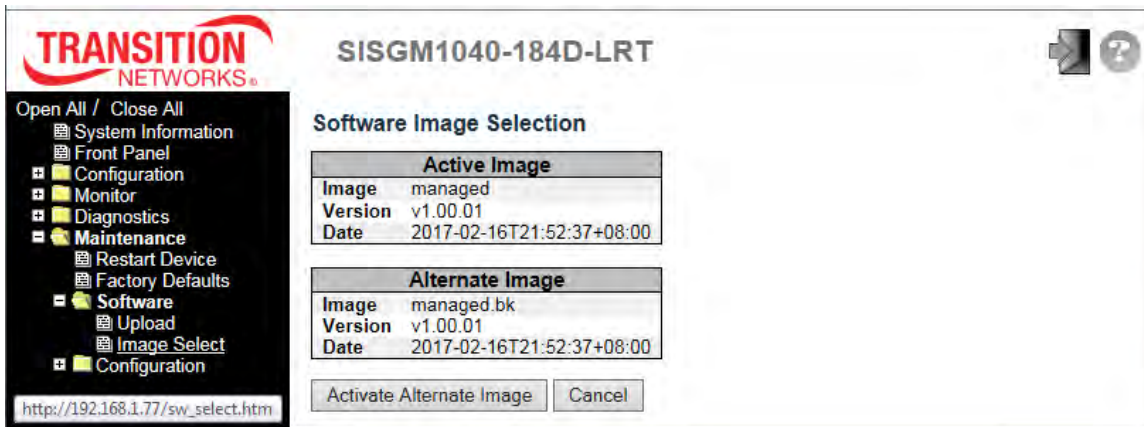 TRANSITION
NETWORKS®
SISGM1040-184D-LRT
?
Open All / Close All
System Information
Front Panel
Configuration
Monitor
Diagnostics
Maintenance
Restart Device
Factory Defaults
Software
Upload
Image Select
Configuration
http://192.168.1.77/sw_select.htm
Software Image Selection
Active Image
Image managed
Version v1.00.01
Date 2017-02-16T21:52:37+08:00
Alternate Image
Image managed.bk
Version v1.00.01
Date 2017-02-16T21:52:37+08:00
Activate Alternate Image Cancel